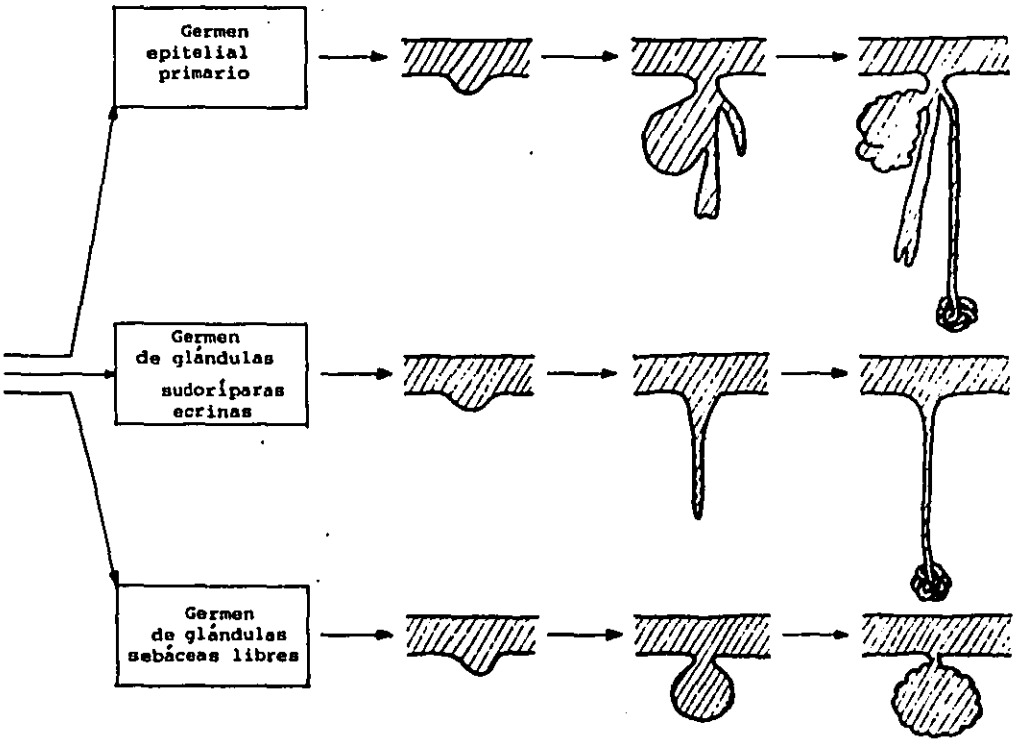 Germen
epitelial
primario
Germen
de glándulas
sudoríparas
ecrinas
Germen
de glándulas
sebáceas libres